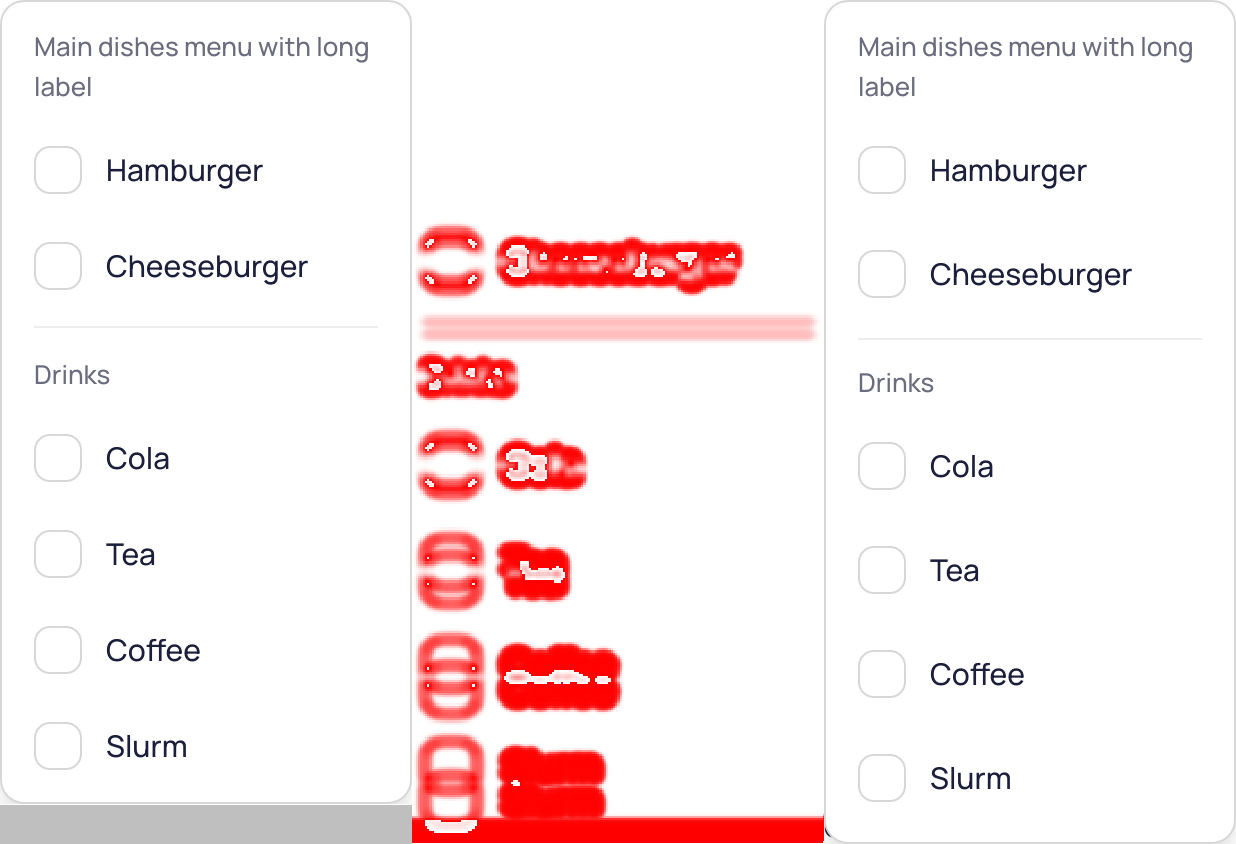 Main dishes menu with long
label
Hamburger
Cheeseburger
Drinks
Cola
Tea
Coffee
Slurm
Main dishes menu with long
label
Hamburger
Cheeseburger
Drinks
Cola
Tea
Coffee
Slurm